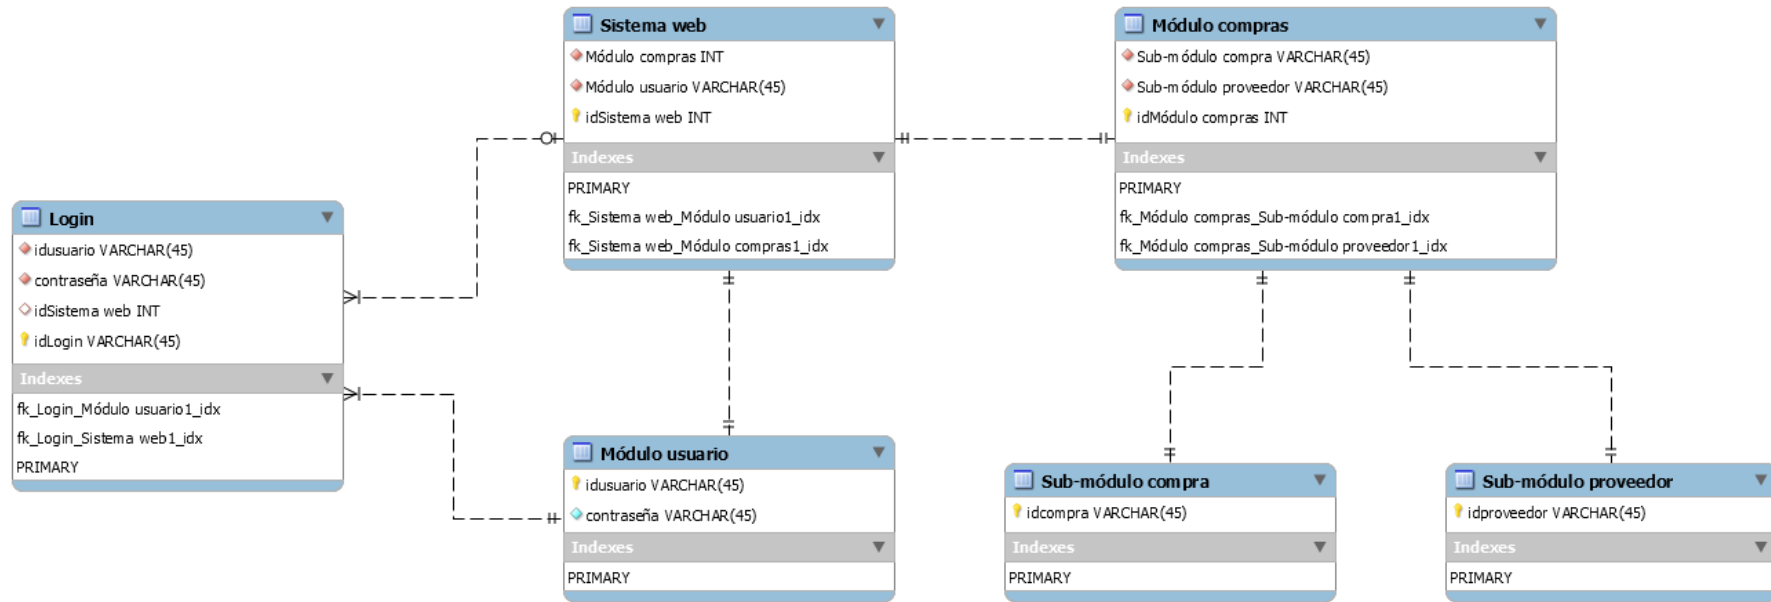 Sistema web
Módulo compras INT
Módulo usuario VARCHAR(45)
idSistema web INT
Indexes
PRIMARY
fk_Sistema web_Módulo usuario1_idx
fk_Sistema web_Módulo compras1_idx
Módulo compras
Sub-módulo compra VARCHAR(45)
Sub-módulo proveedor VARCHAR(45)
idMódulo compras INT
Indexes
PRIMARY
fk_Módulo compras_Sub-módulo compra1_idx
fk_Módulo compras_Sub-módulo proveedor1_idx
Login
idusuario VARCHAR(45)
contraseña VARCHAR(45)
idSistema web INT
idLogin VARCHAR(45)
Indexes
fk_Login_Módulo usuario1_idx
fk_Login_Sistema web1_idx
PRIMARY
Módulo usuario
idusuario VARCHAR(45)
contraseña VARCHAR(45)
Indexes
PRIMARY
Sub-módulo compra
idcompra VARCHAR(45)
Indexes
PRIMARY
Sub-módulo proveedor
idproveedor VARCHAR(45)
Indexes
PRIMARY